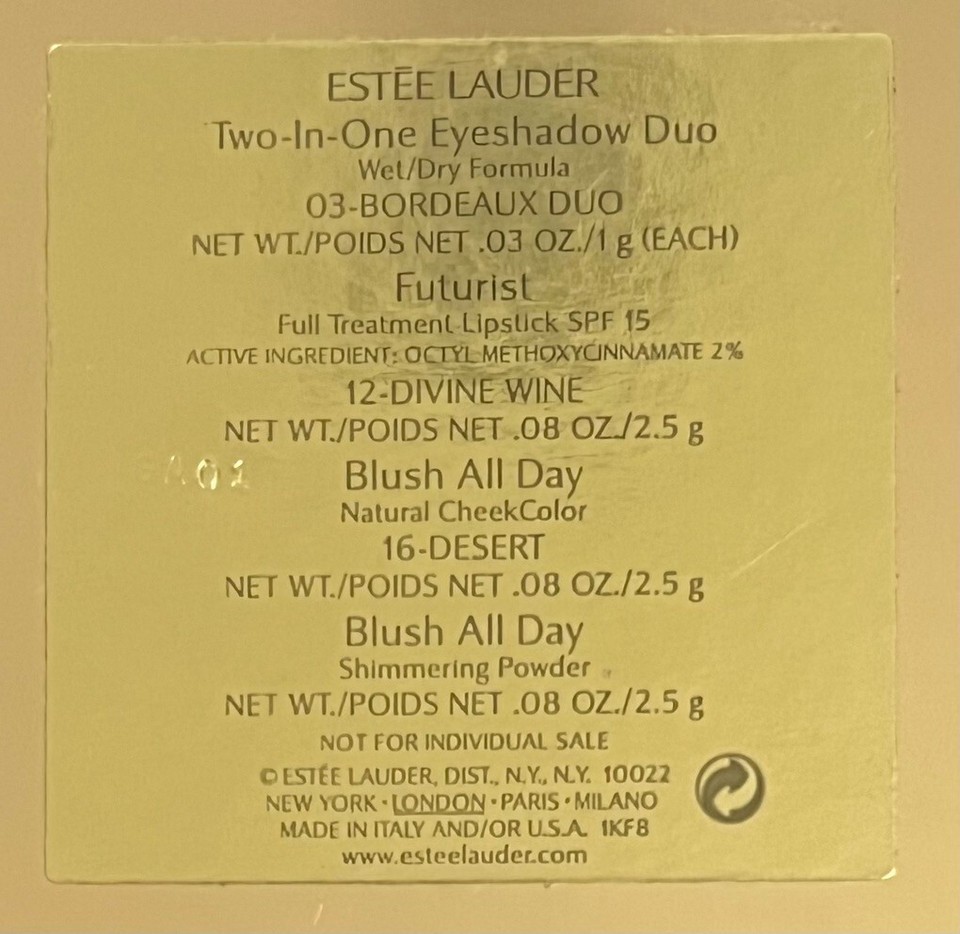 ESTĒE LAUDER
Two-In-One Eyeshadow Duo
Wet/Dry Formula
03-BORDEAUX DUO
NET WT./POIDS NET .03 OZ./1 g (EACH)
Futurist
Full Treatment Lipstick SPF 15
ACTIVE INGREDIENT: OCTYL METHOXYCINNAMATE 2%
12-DIVINE WINE
NET WT./POIDS NET .08 OZ./2.5 g
Blush All Day
Natural CheekColor
16-DESERT
NET WT./POIDS NET .08 OZ./2.5 g
Blush All Day
Shimmering Powder
NET WT./POIDS NET .08 OZ./2.5 g
NOT FOR INDIVIDUAL SALE
© ESTÉE LAUDER, DIST., N.Y., N.Y. 10022
NEW YORK • LONDON • PARIS • MILANO
MADE IN ITALY AND/OR U.S.A. 1KF8
www.esteelauder.com